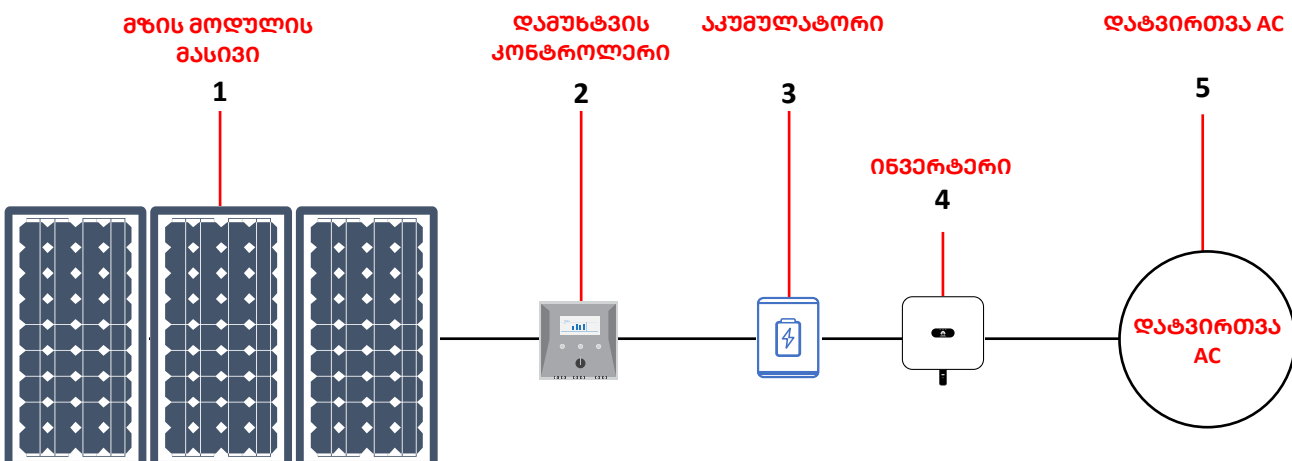 მზის მოდულის
მასივი
1
დამუხტვის
კონტროლერი
2
აკუმულატორი
3
ინვერტერი
4
დატვირთვა AC
5
დატვირთვა
AC